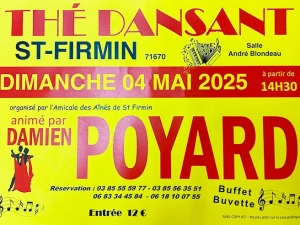 THÉ DANSANT
ST-FIRMIN 71670
Salle
André Blondeau
DIMANCHE 04 MAI 2025
à partir de
14H30
organisé par l'Amicale des Aînés de St Firmin
animé par
DAMIEN
POYARD
Réservation : 03 85 55 59 77 - 03 85 56 35 51
06 83 34 45 84 - 06 18 10 07 55
Entrée 12 €
Buffet
Buvette